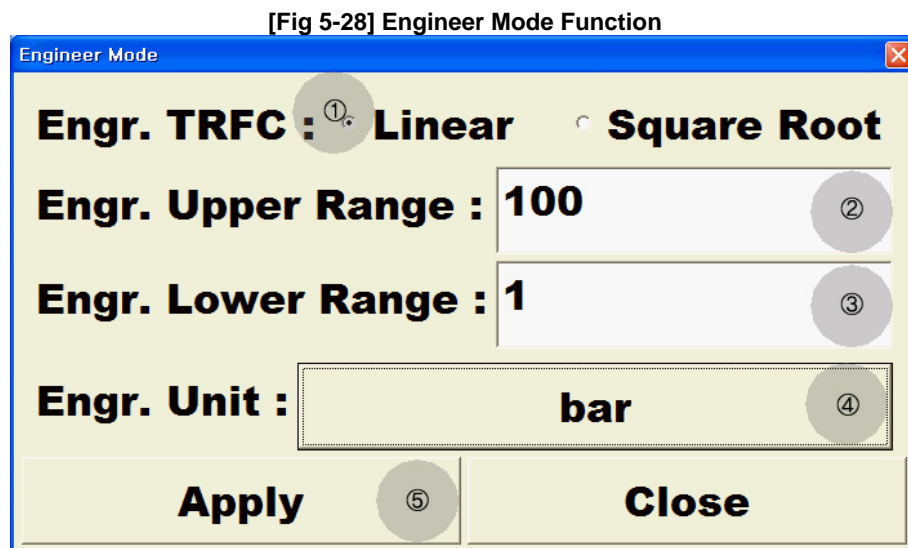 [Fig 5-28] Engineer Mode Function
Engineer Mode
Engr. TRFC : ① Linear Square Root
Engr. Upper Range : 100 ②
Engr. Lower Range : 1 ③
Engr. Unit : bar ④
Apply ⑤ Close